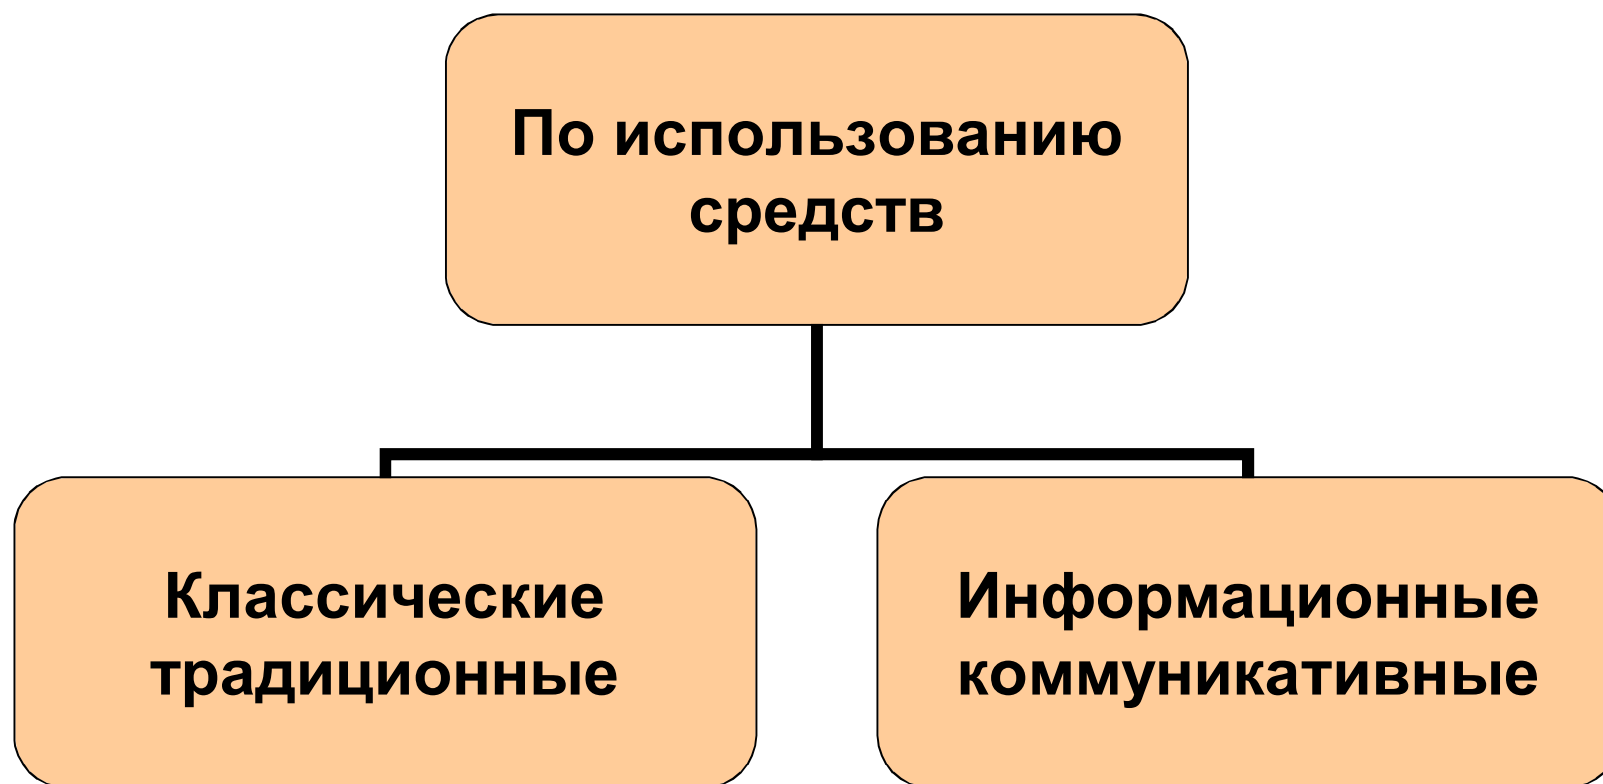 По использованию
средств
Классические
традиционные
Информационные
коммуникативные